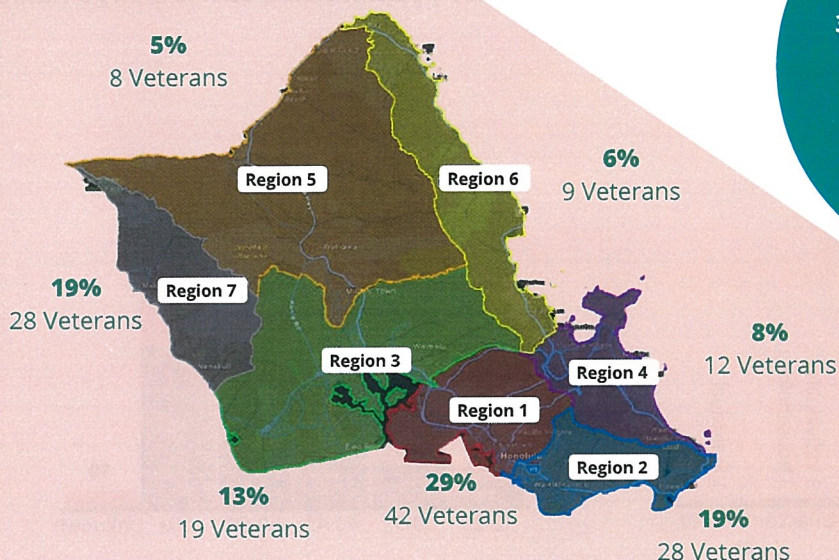 5%
8 Veterans
Region 5
Region 6
6%
9 Veterans
19%
28 Veterans
Region 7
Region 3
Region 4
8%
12 Veterans
Region 1
Honolulu
Region 2
13%
19 Veterans
29%
42 Veterans
19%
28 Veterans